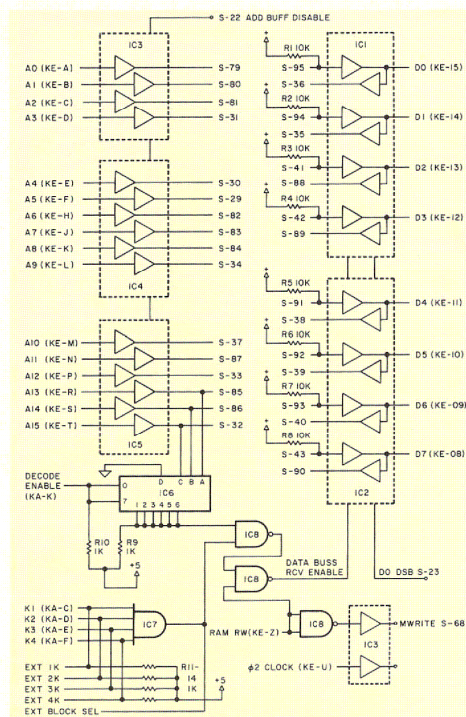 S-22 ADD BUFF DISABLE
IC3
A0 (KE-A) S-79
A1 (KE-B) S-80
A2 (KE-C) S-81
A3 (KE-D) S-31
A4 (KE-E) S-30
A5 (KE-F) S-29
A6 (KE-H) S-82
A7 (KE-J) S-83
A8 (KE-K) S-84
A9 (KE-L) S-34
IC4
A10 (KE-M) S-37
A11 (KE-N) S-87
A12 (KE-P) S-33
A13 (KE-R) S-85
A14 (KE-S) S-86
A15 (KE-T) S-32
IC5
IC1
R1 10K
S-95 D0 (KE-15)
S-36
R2 10K
S-94 D1 (KE-14)
S-35
R3 10K
S-41 D2 (KE-13)
S-88
R4 10K
S-42 D3 (KE-12)
S-89
R5 10K
S-91 D4 (KE-11)
S-38
R6 10K
S-92 D5 (KE-10)
S-39
R7 10K
S-93 D6 (KE-09)
S-40
R8 10K
S-43 D7 (KE-08)
S-90
IC2
DECODE
ENABLE
(KA-K)
D C B A
0
7
IC6
1 2 3 4 5 6
R10
1K
R9
1K
+5
IC8
IC8
DATA BUSS
RCV ENABLE
DO DSB S-23
K1 (KA-C)
K2 (KA-D)
K3 (KA-E)
K4 (KA-F)
IC7
RAM RW(KE-Z)
IC8
MWRITE S-68
IC3
φ2 CLOCK (KE-U)
EXT 1K
EXT 2K
EXT 3K
EXT 4K
R11-
14
1K
+5
EXT BLOCK SEL